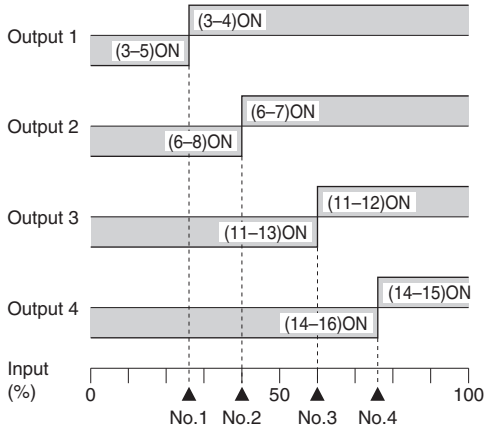 Output 1
(3–4)ON
(3–5)ON
Output 2
(6–7)ON
(6–8)ON
Output 3
(11–12)ON
(11–13)ON
Output 4
(14–15)ON
(14–16)ON
Input
(%)
0 50 100
No.1 No.2 No.3 No.4